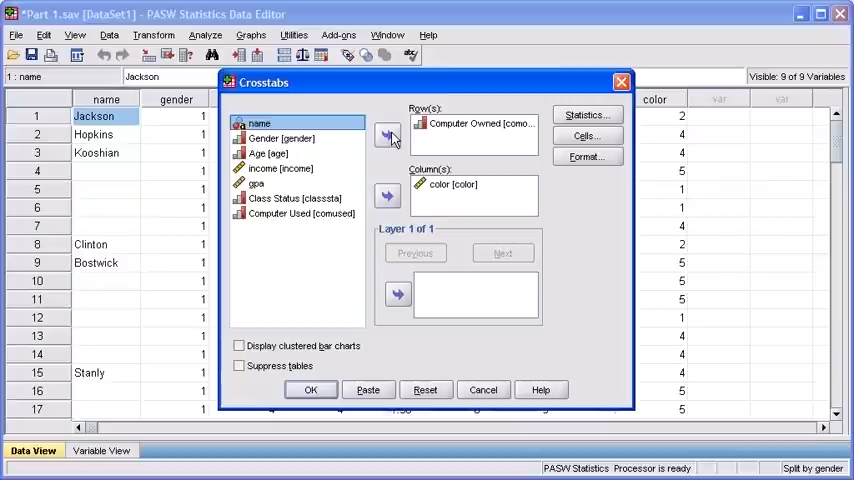 *Part 1.sav [DataSet1] - PASW Statistics Data Editor
File Edit View Data Transform Analyze Graphs Utilities Add-ons Window Help
1 : name Jackson Visible: 9 of 9 Variables
name gender color var var
1 Jackson 1 2
2 Hopkins 1 4
3 Kooshian 1 4
4 1 5
5 1 1
6 1 1
7 1 4
8 Clinton 1 2
9 Bostwick 1 5
10 1 5
11 1 5
12 1 1
13 1 4
14 1 4
15 Stanly 1 4
16 1 5
17 1 5
Crosstabs
name
Gender [gender]
Age [age]
income [income]
gpa
Class Status [classsta]
Computer Used [comused]
Row(s):
Computer Owned [como...
Column(s):
color [color]
Layer 1 of 1
Previous Next
Statistics...
Cells...
Format...
Display clustered bar charts
Suppress tables
OK Paste Reset Cancel Help
Data View Variable View
PASW Statistics Processor is ready Split by gender